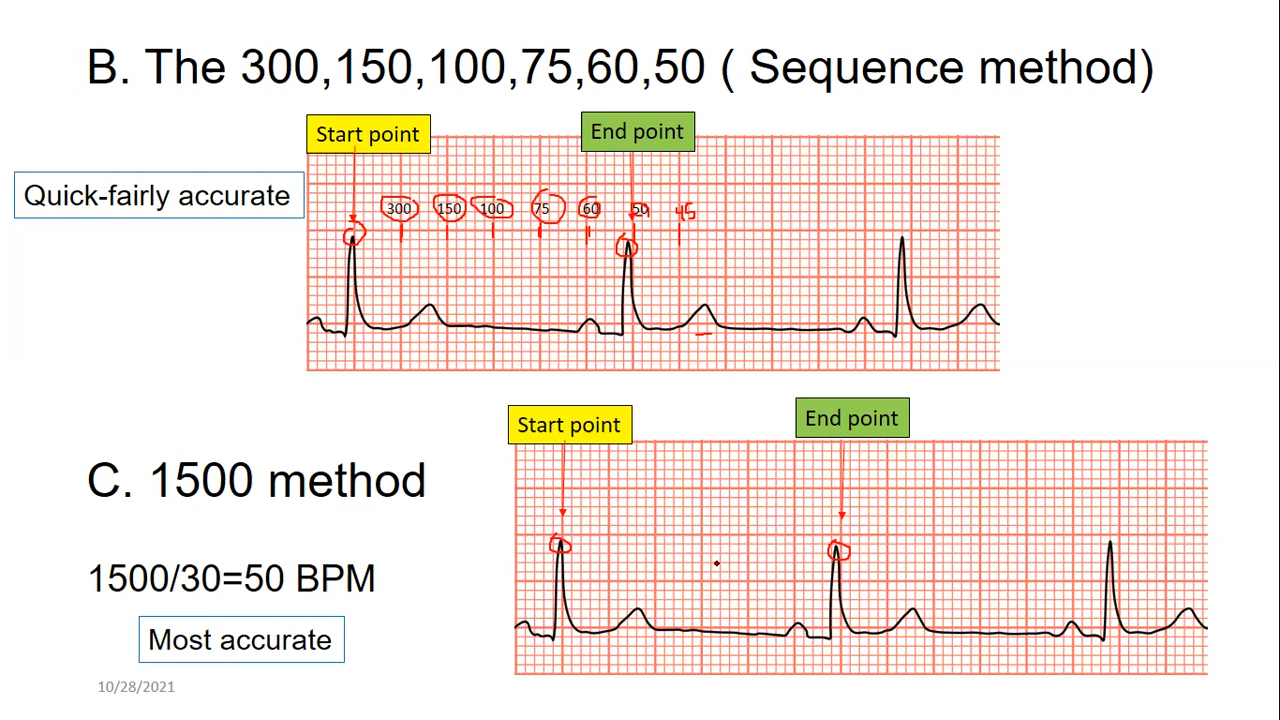 B. The 300,150,100,75,60,50 ( Sequence method)
Start point
End point
Quick-fairly accurate
300 150 100 75 60 50 45
Start point
End point
C. 1500 method
1500/30=50 BPM
Most accurate
10/28/2021